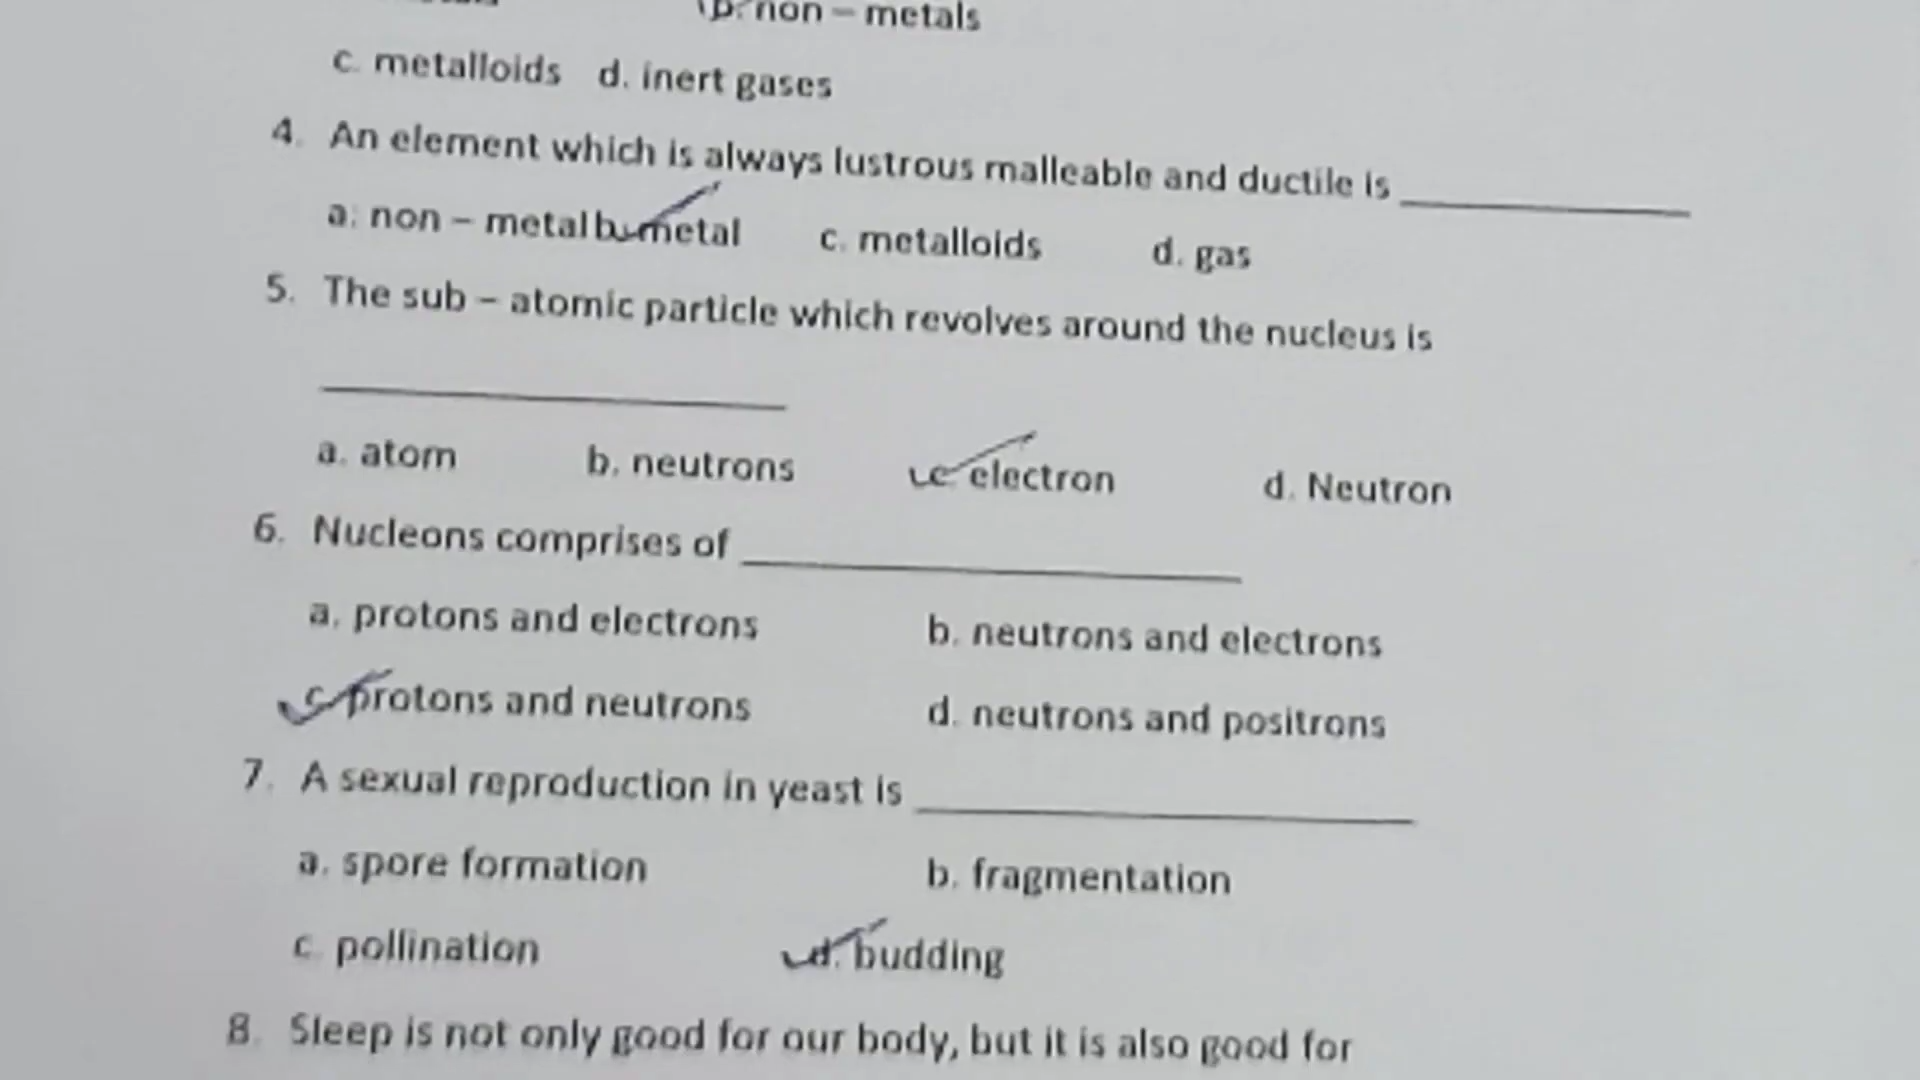 b. non – metals
c. metalloids d. inert gases
4. An element which is always lustrous malleable and ductile is ___________
a. non – metal b. metal c. metalloids d. gas
5. The sub – atomic particle which revolves around the nucleus is
___________
a. atom b. neutrons c. electron d. Neutron
6. Nucleons comprises of ___________
a. protons and electrons b. neutrons and electrons
c. protons and neutrons d. neutrons and positrons
7. A sexual reproduction in yeast is ___________
a. spore formation b. fragmentation
c. pollination d. budding
8. Sleep is not only good for our body, but it is also good for